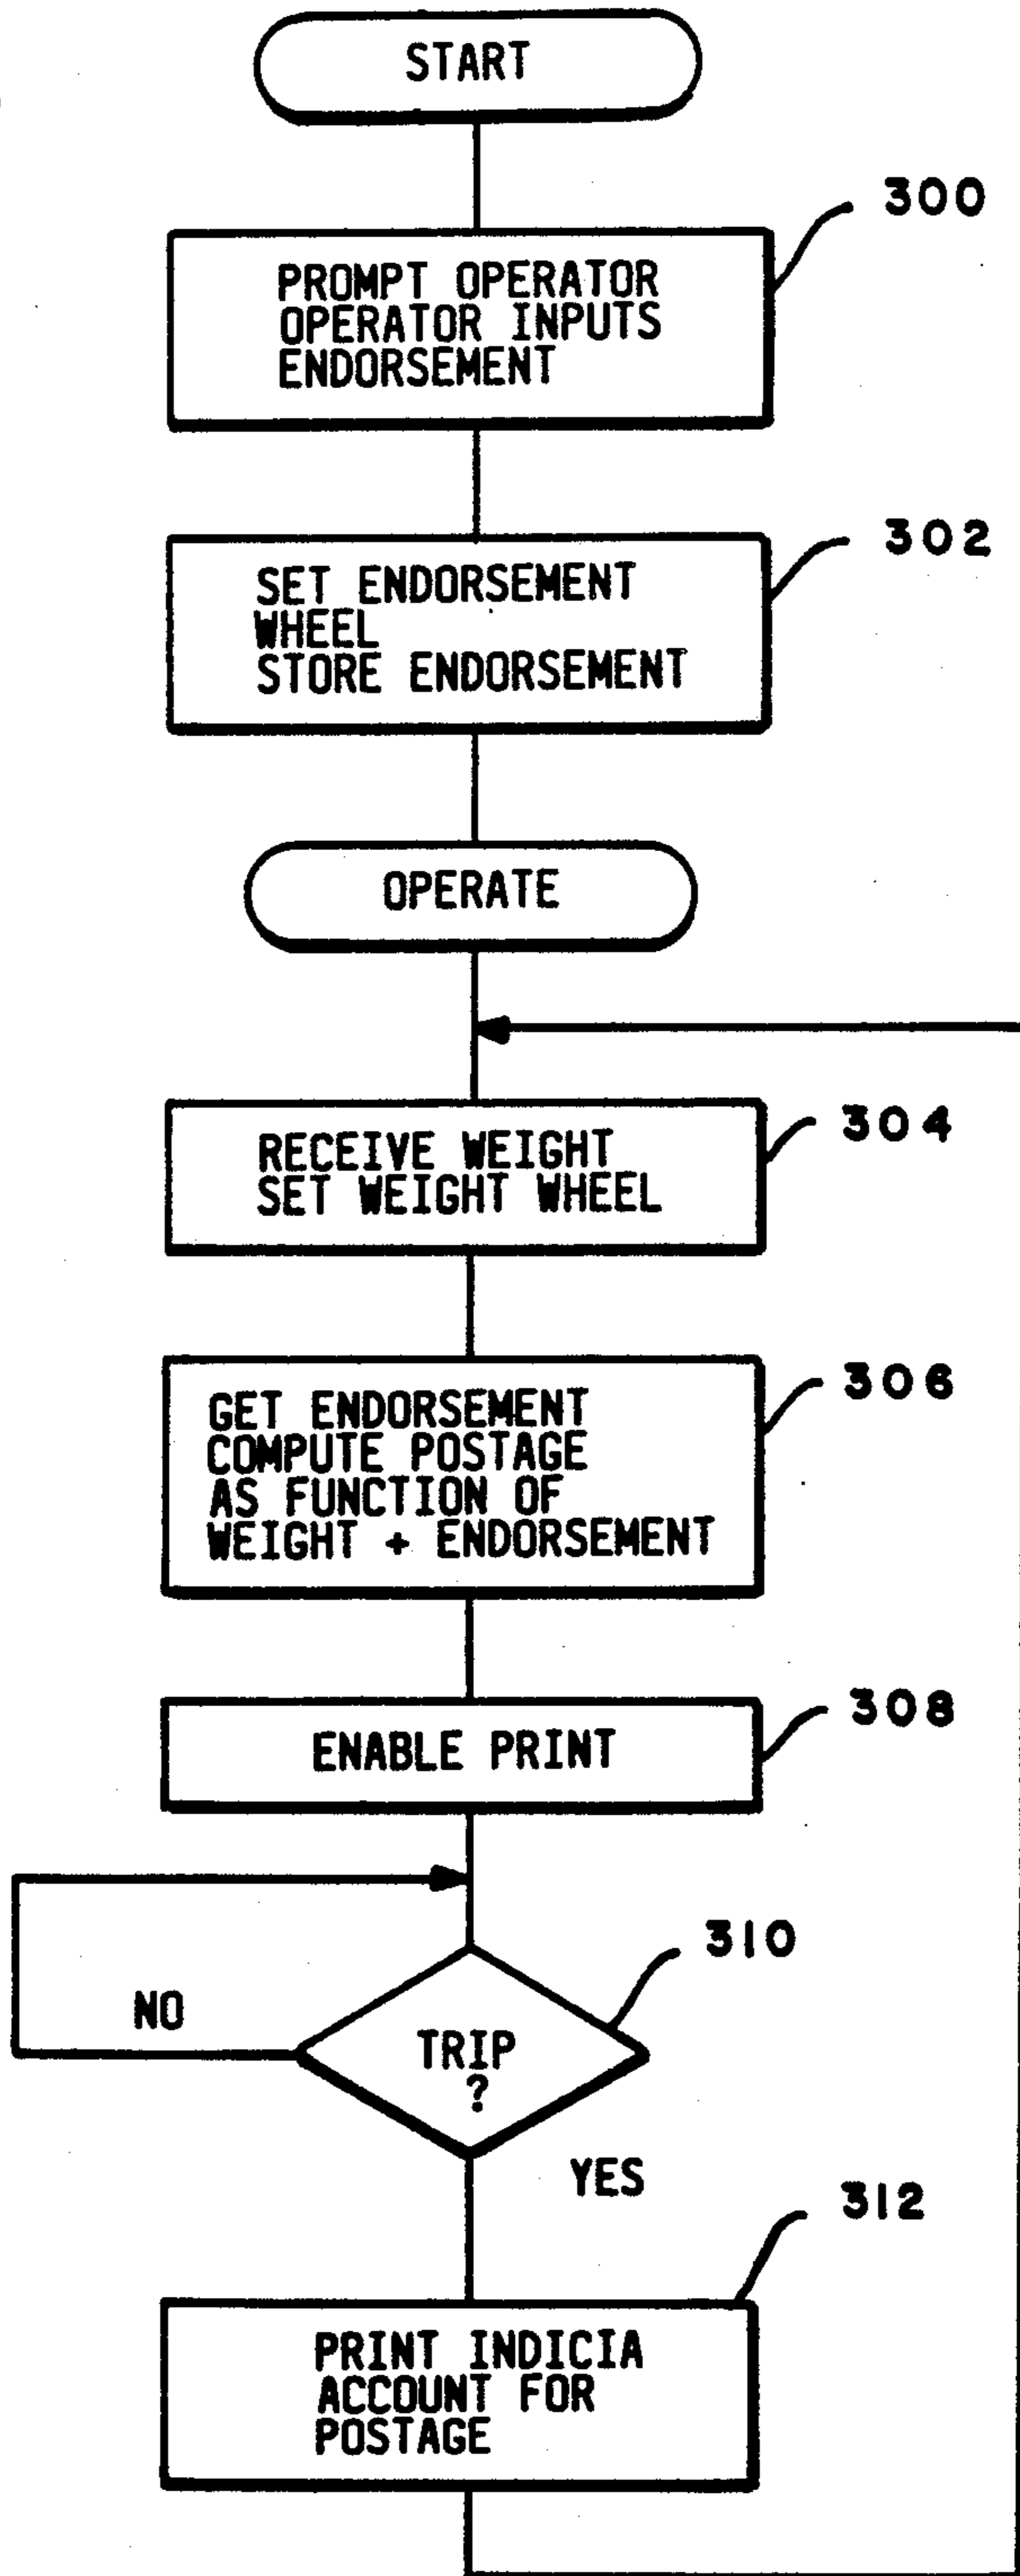 START
300
PROMPT OPERATOR
OPERATOR INPUTS
ENDORSEMENT
302
SET ENDORSEMENT
WHEEL
STORE ENDORSEMENT
OPERATE
304
RECEIVE WEIGHT
SET WEIGHT WHEEL
306
GET ENDORSEMENT
COMPUTE POSTAGE
AS FUNCTION OF
WEIGHT + ENDORSEMENT
308
ENABLE PRINT
310
NO
TRIP
?
YES
312
PRINT INDICIA
ACCOUNT FOR
POSTAGE